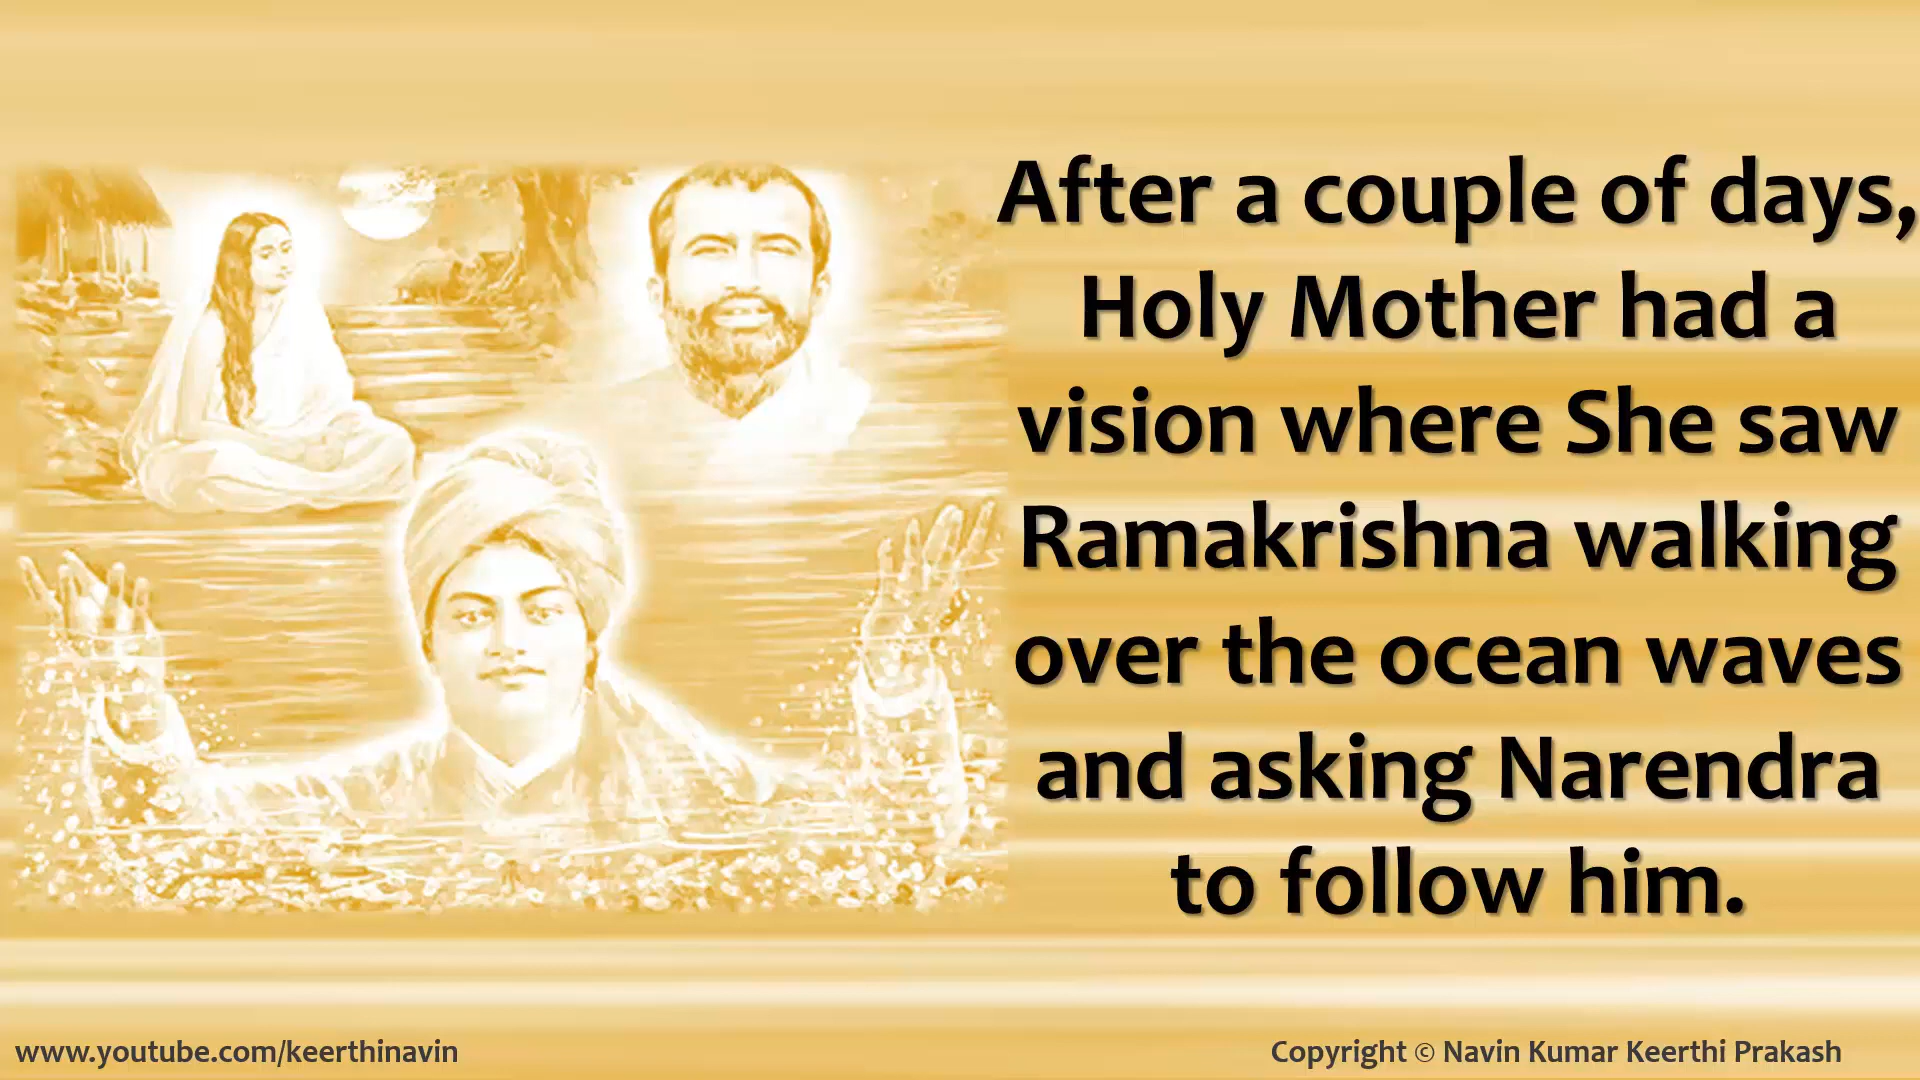 After a couple of days,
Holy Mother had a
vision where She saw
Ramakrishna walking
over the ocean waves
and asking Narendra
to follow him.
www.youtube.com/keerthinavin
Copyright © Navin Kumar Keerthi Prakash